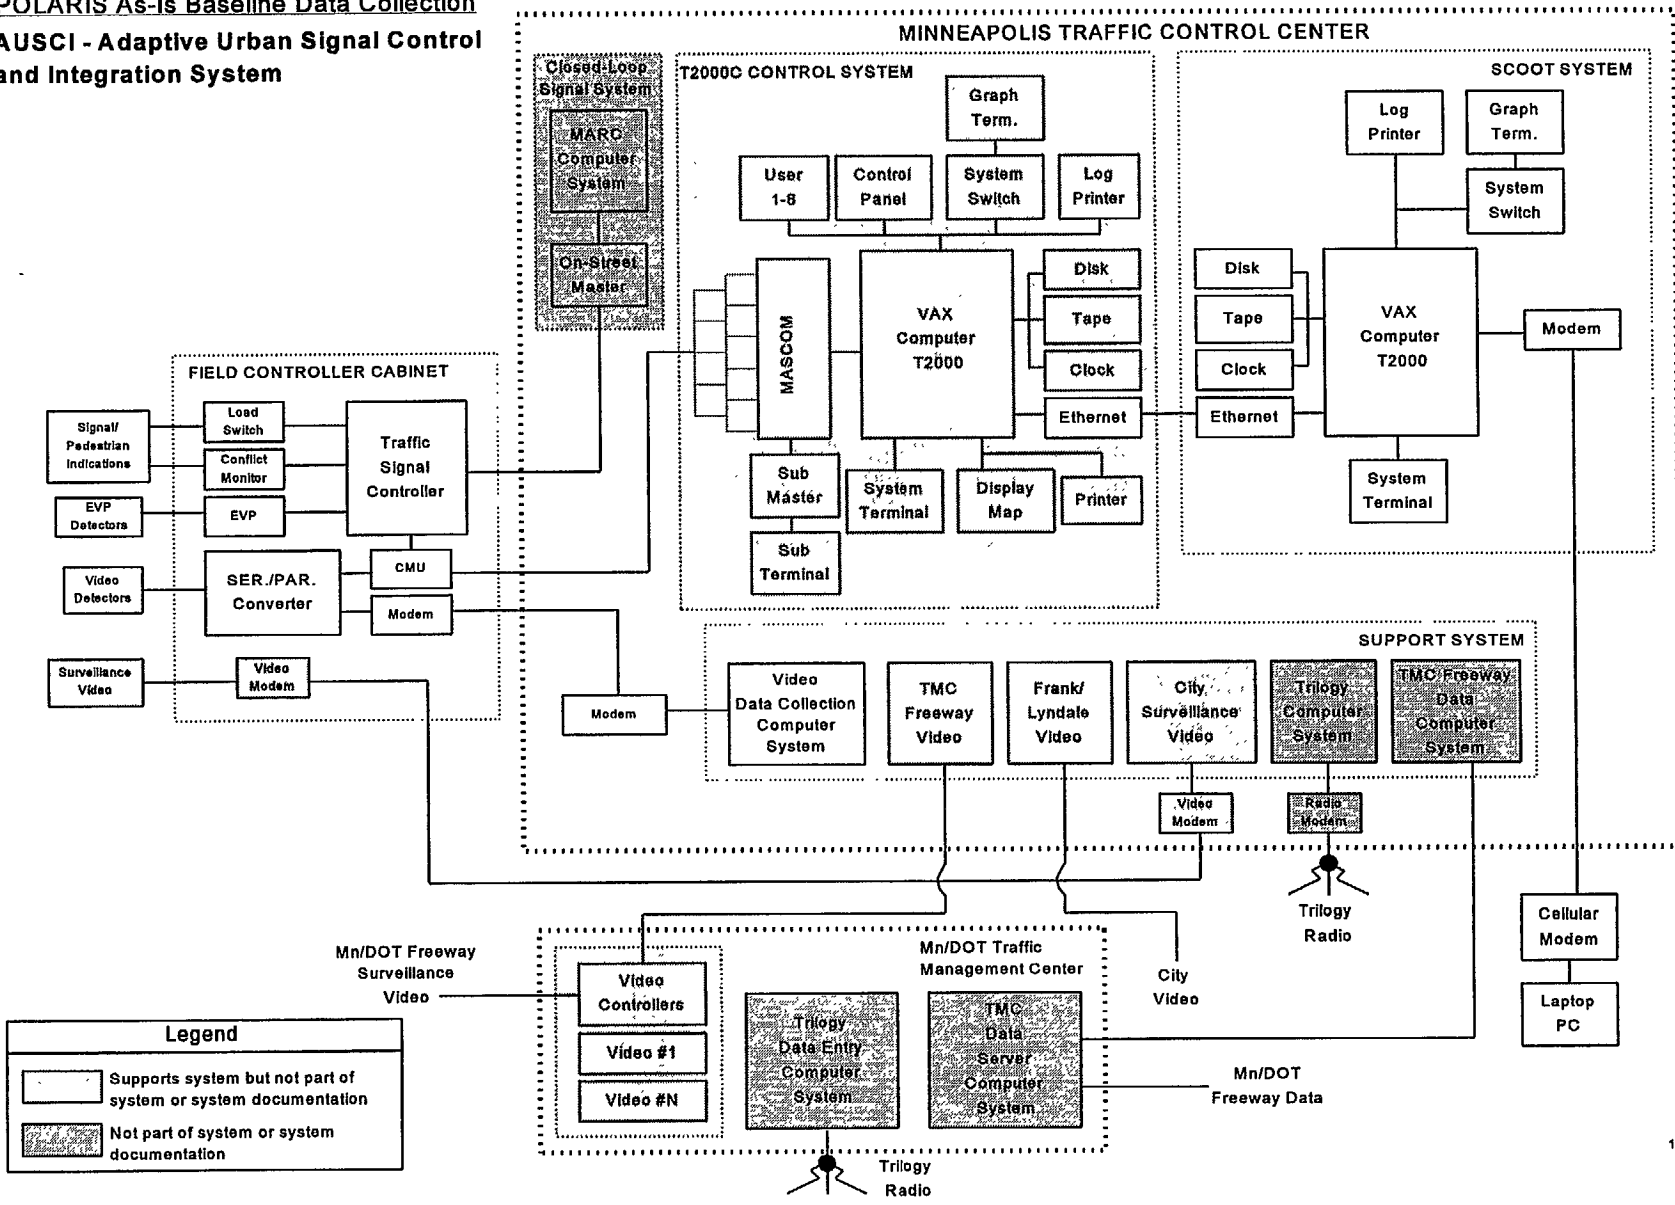 POLARIS As-Is Baseline Data Collection
AUSCI - Adaptive Urban Signal Control
and Integration System
MINNEAPOLIS TRAFFIC CONTROL CENTER
Closed-Loop
Signal System
MARC
Computer
System
On-Street
Master
T2000C CONTROL SYSTEM
Graph
Term.
User
1-8
Control
Panel
System
Switch
Log
Printer
MASCOM
VAX
Computer
T2000
Disk
Tape
Clock
Ethernet
Sub
Master
Sub
Terminal
System
Terminal
Display
Map
Printer
SCOOT SYSTEM
Log
Printer
Graph
Term.
System
Switch
Disk
Tape
Clock
Ethernet
VAX
Computer
T2000
Modem
System
Terminal
FIELD CONTROLLER CABINET
Signal/
Pedestrian
Indications
Load
Switch
Conflict
Monitor
Traffic
Signal
Controller
EVP
Detectors
EVP
Video
Detectors
SER./PAR.
Converter
CMU
Modem
Surveillance
Video
Video
Modem
SUPPORT SYSTEM
Modem
Video
Data Collection
Computer
System
TMC
Freeway
Video
Frank/
Lyndale
Video
City
Surveillance
Video
Trilogy
Computer
System
TMC Freeway
Data
Computer
System
Video
Modem
Radio
Modem
Trilogy
Radio
Cellular
Modem
Laptop
PC
Mn/DOT Freeway
Surveillance
Video
Video
Controllers
Video #1
Video #N
Mn/DOT Traffic
Management Center
Trilogy
Data Entry
Computer
System
TMC
Data
Server
Computer
System
City
Video
Mn/DOT
Freeway Data
Trilogy
Radio
Legend
Supports system but not part of
system or system documentation
Not part of system or system
documentation
1